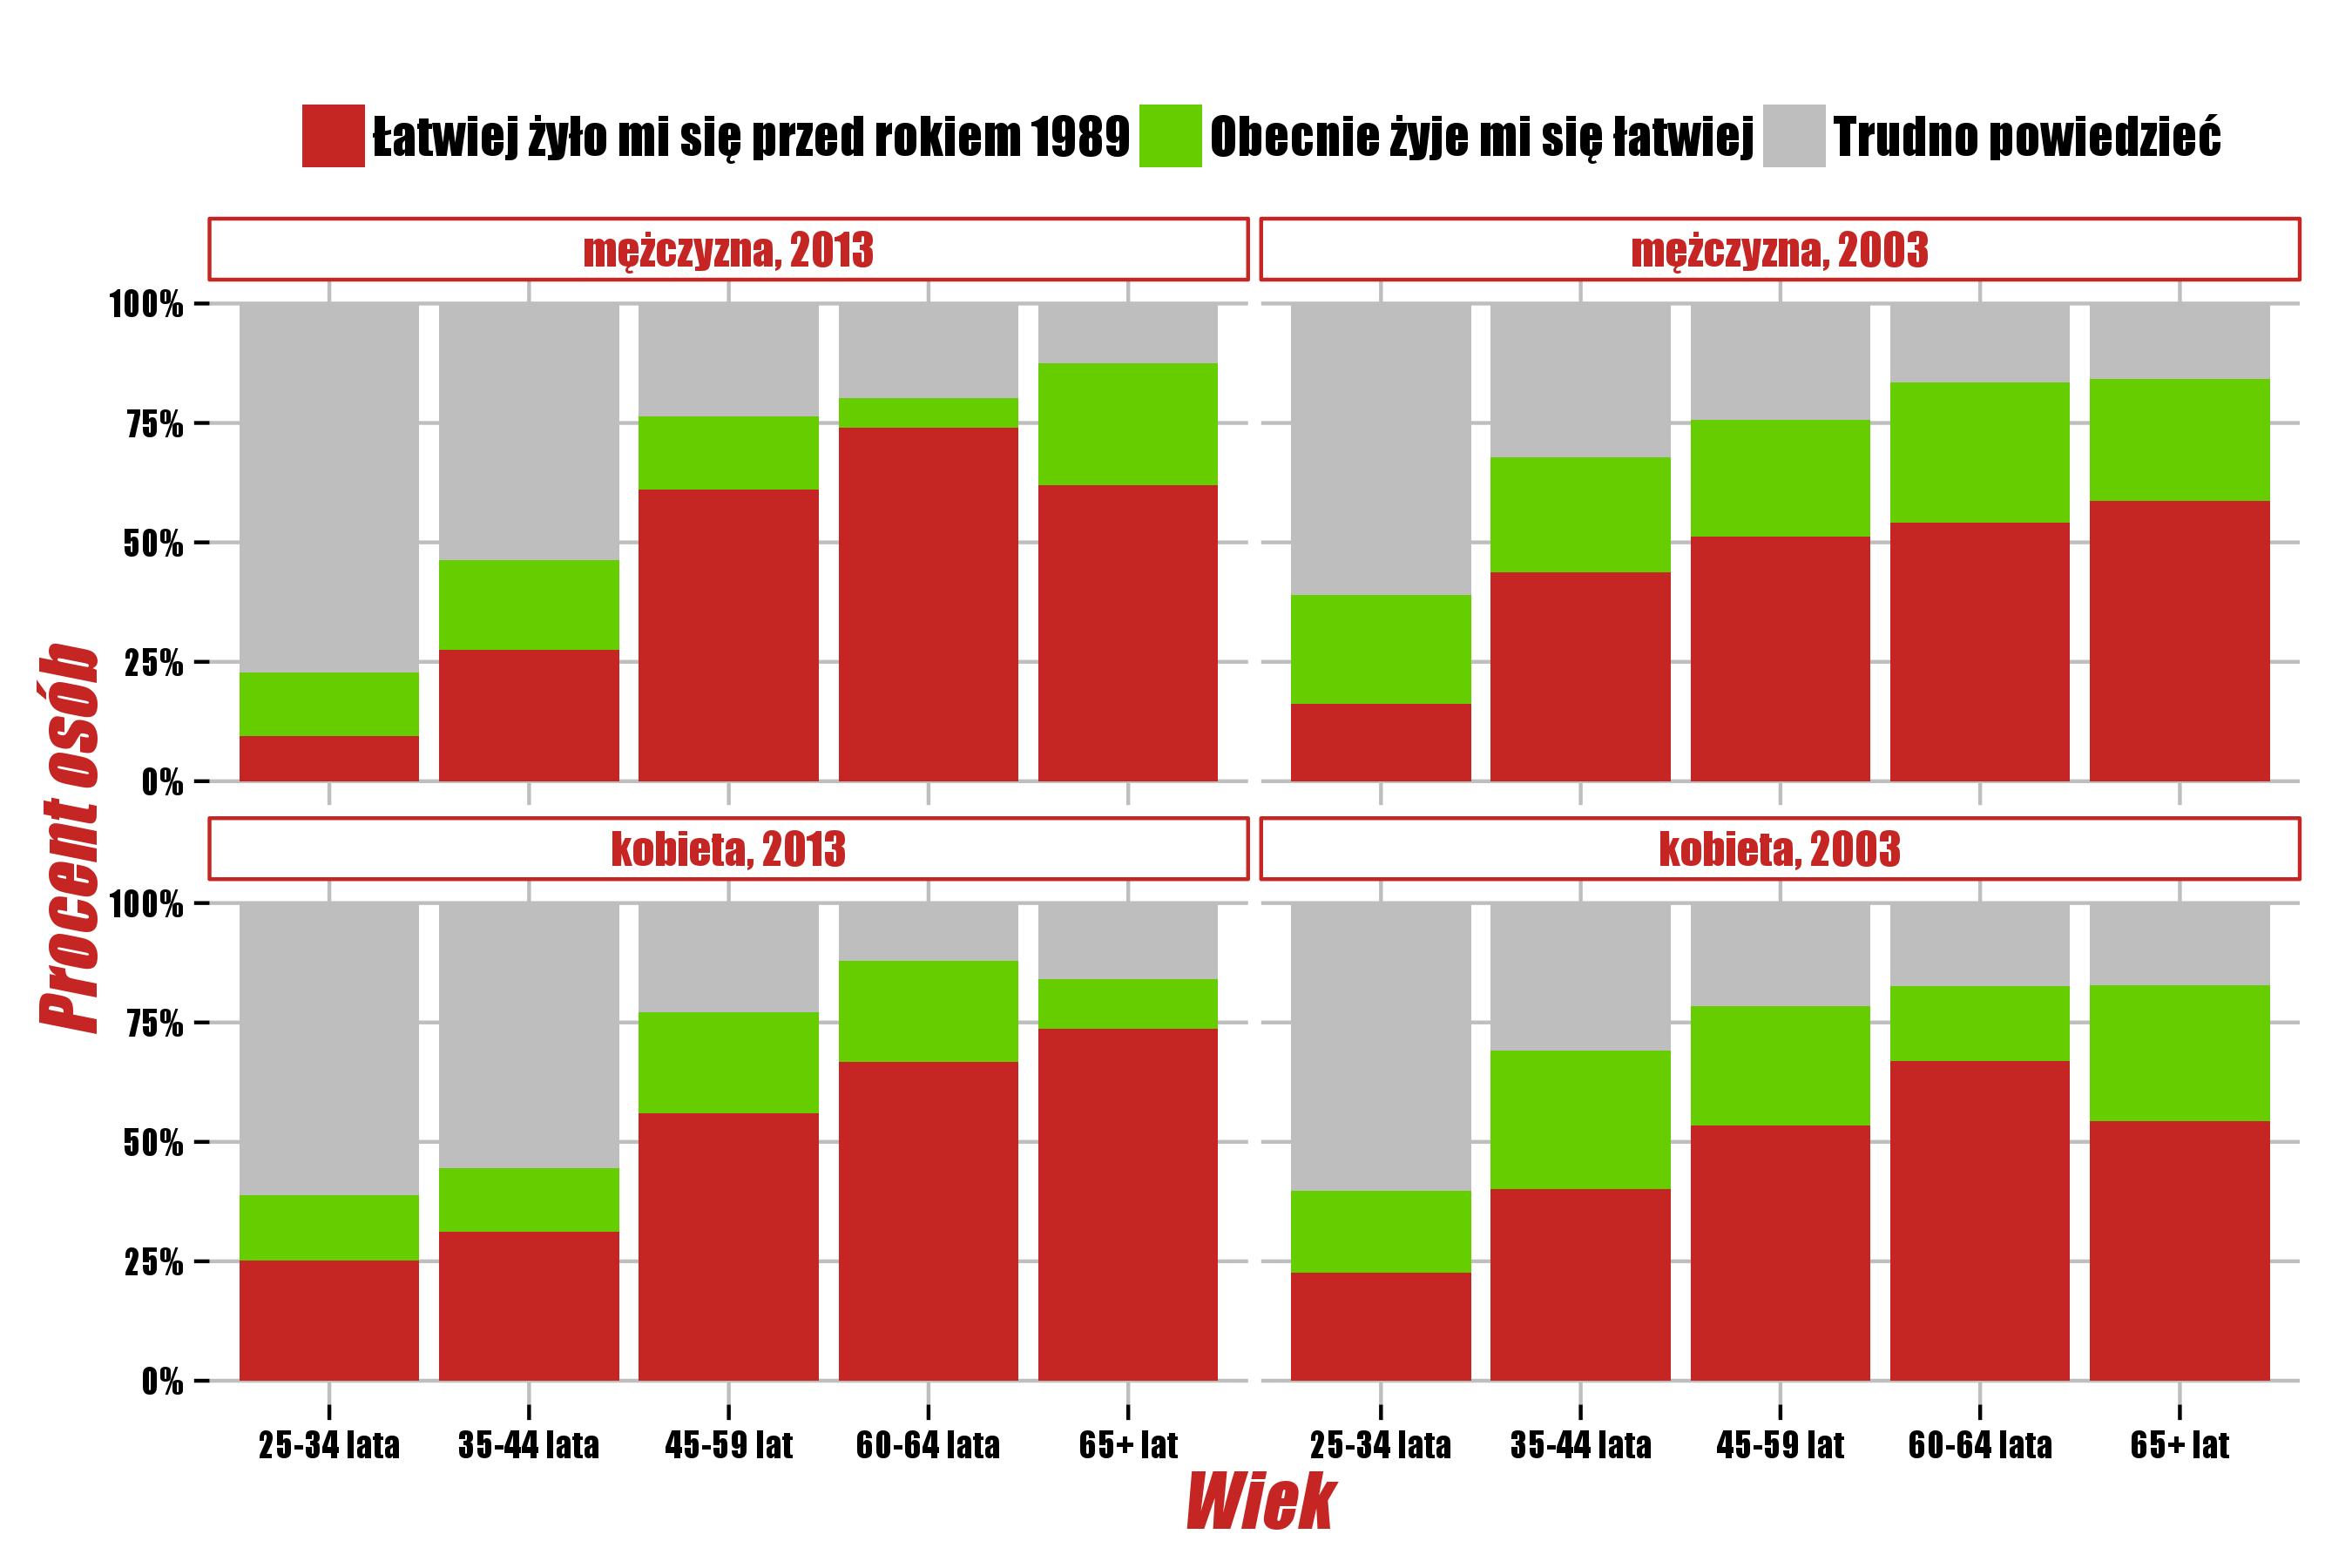 Łatwiej żyło mi się przed rokiem 1989 Obecnie żyje mi się łatwiej Trudno powiedzieć
mężczyzna, 2013
mężczyzna, 2003
100%
75%
50%
25%
0%
kobieta, 2013
kobieta, 2003
100%
75%
50%
25%
0%
Procent osób
25-34 lata 35-44 lata 45-59 lat 60-64 lata 65+ lat
25-34 lata 35-44 lata 45-59 lat 60-64 lata 65+ lat
Wiek